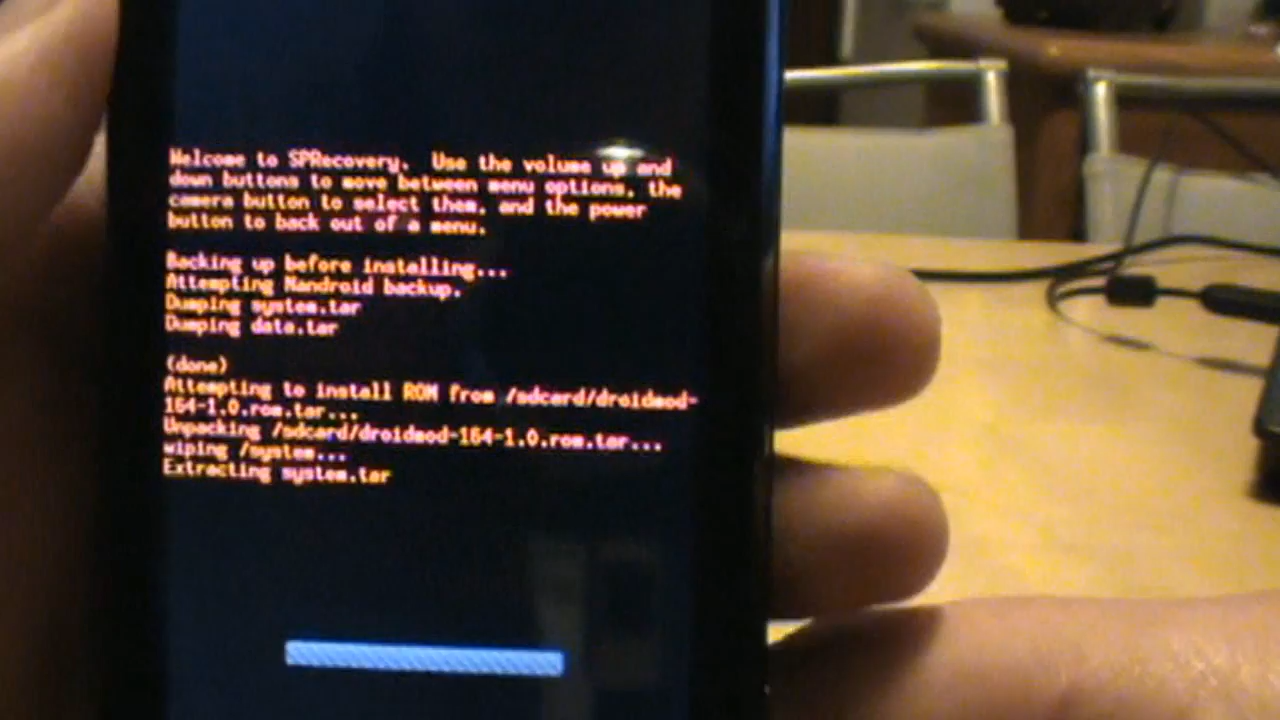 Welcome to SPRecovery.  Use the volume up and
down buttons to move between menu options, the
camera button to select them, and the power
button to back out of a menu.
Backing up before installing...
Attempting Nandroid backup.
Dumping system.tar
Dumping data.tar
(done)
Attempting to install ROM from /sdcard/droidmod-
164-1.0.rom.tar...
Unpacking /sdcard/droidmod-164-1.0.rom.tar...
wiping /system...
Extracting system.tar